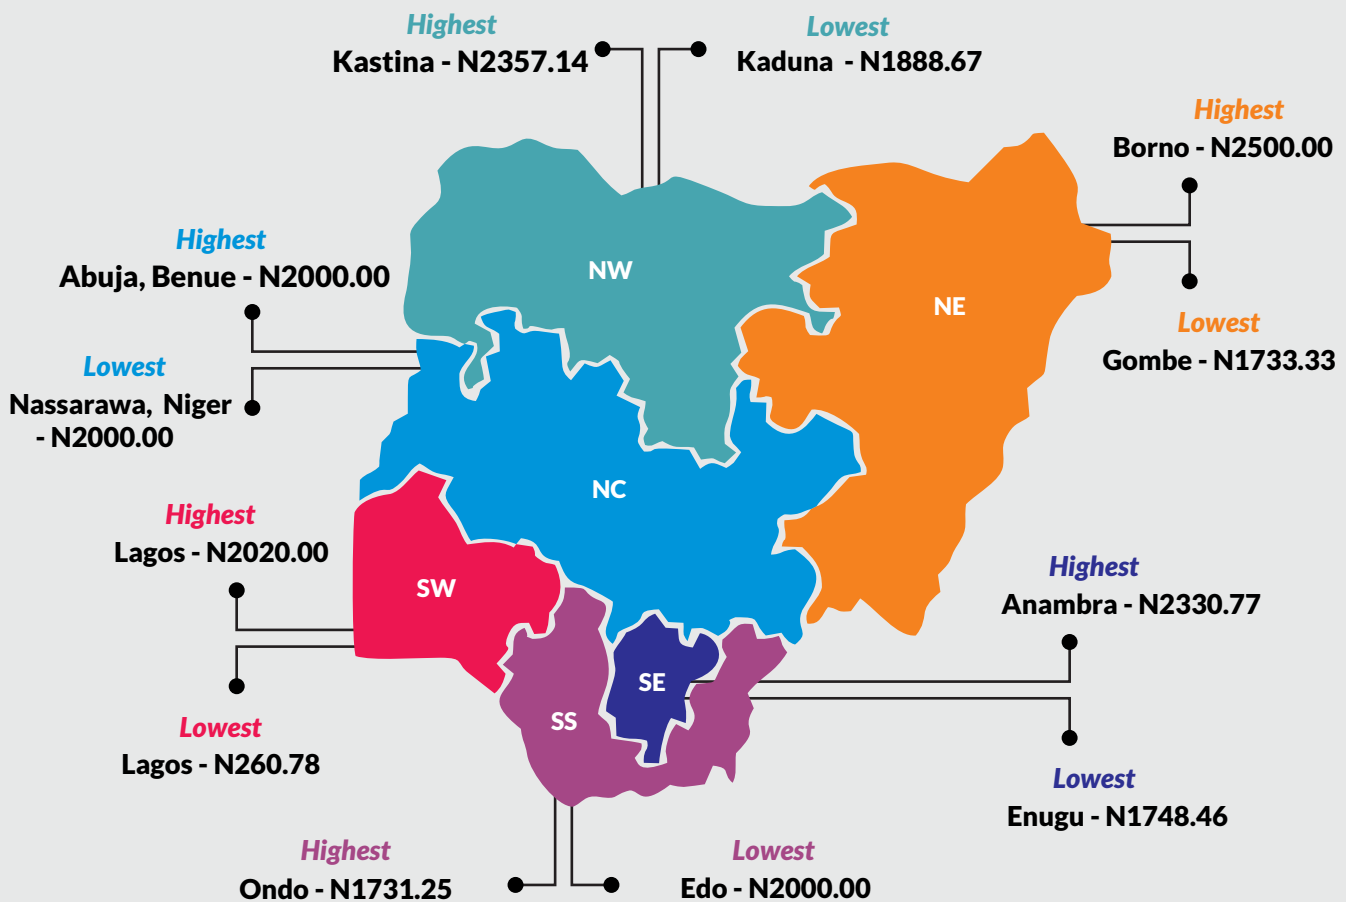 Highest
Kastina - N2357.14
Lowest
Kaduna - N1888.67
Highest
Borno - N2500.00
Highest
Abuja, Benue - N2000.00
NW
NE
Lowest
Gombe - N1733.33
Lowest
Nassarawa, Niger
- N2000.00
NC
Highest
Lagos - N2020.00
SW
Highest
Anambra - N2330.77
SE
SS
Lowest
Lagos - N260.78
Lowest
Enugu - N1748.46
Highest
Ondo - N1731.25
Lowest
Edo - N2000.00